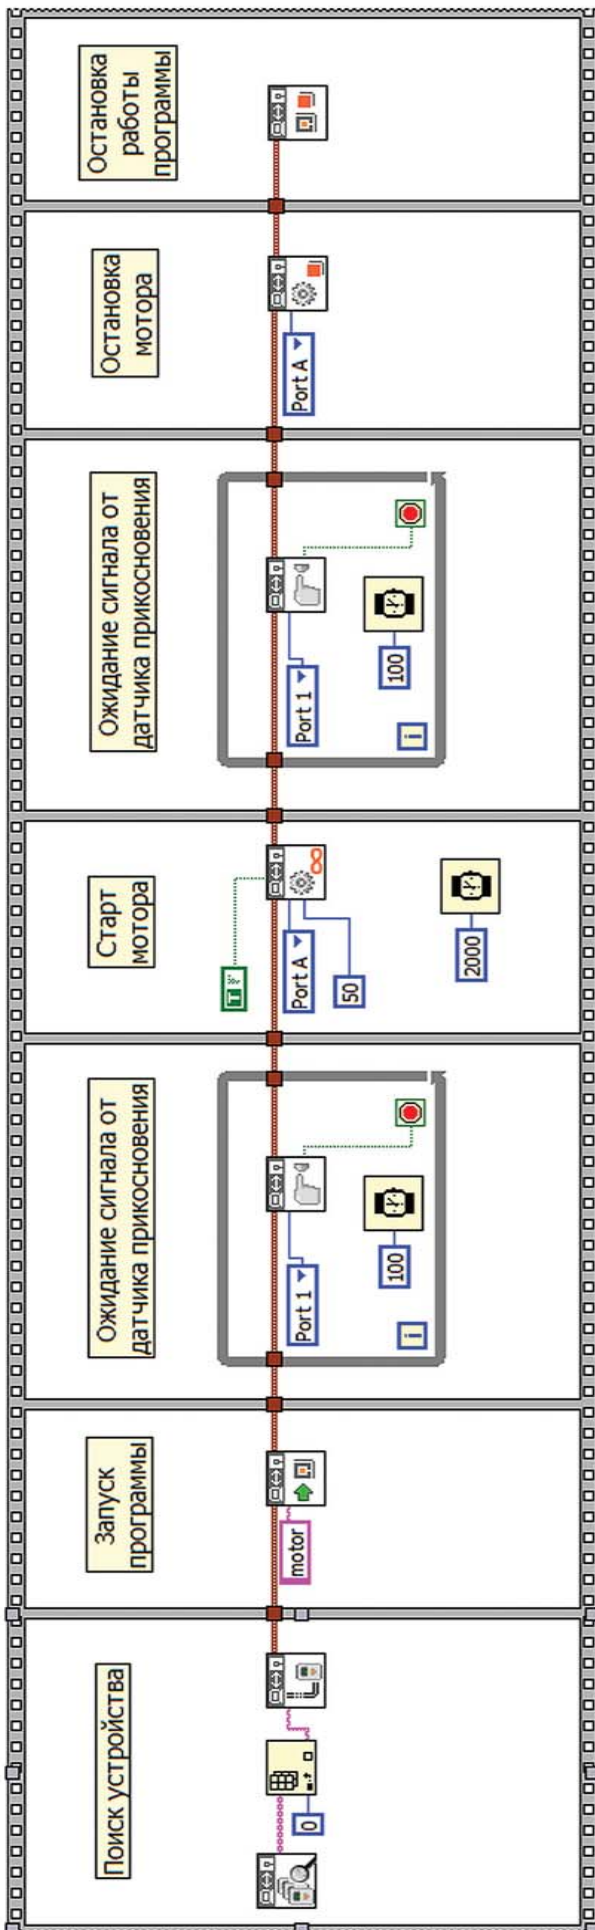 Поиск устройства
0
Запуск
программы
motor
Ожидание сигнала от
датчика прикосновения
Port 1
100
i
Старт
мотора
T
Port A
50
2000
Ожидание сигнала от
датчика прикосновения
Port 1
100
i
Остановка
мотора
Port A
Остановка
работы
программы